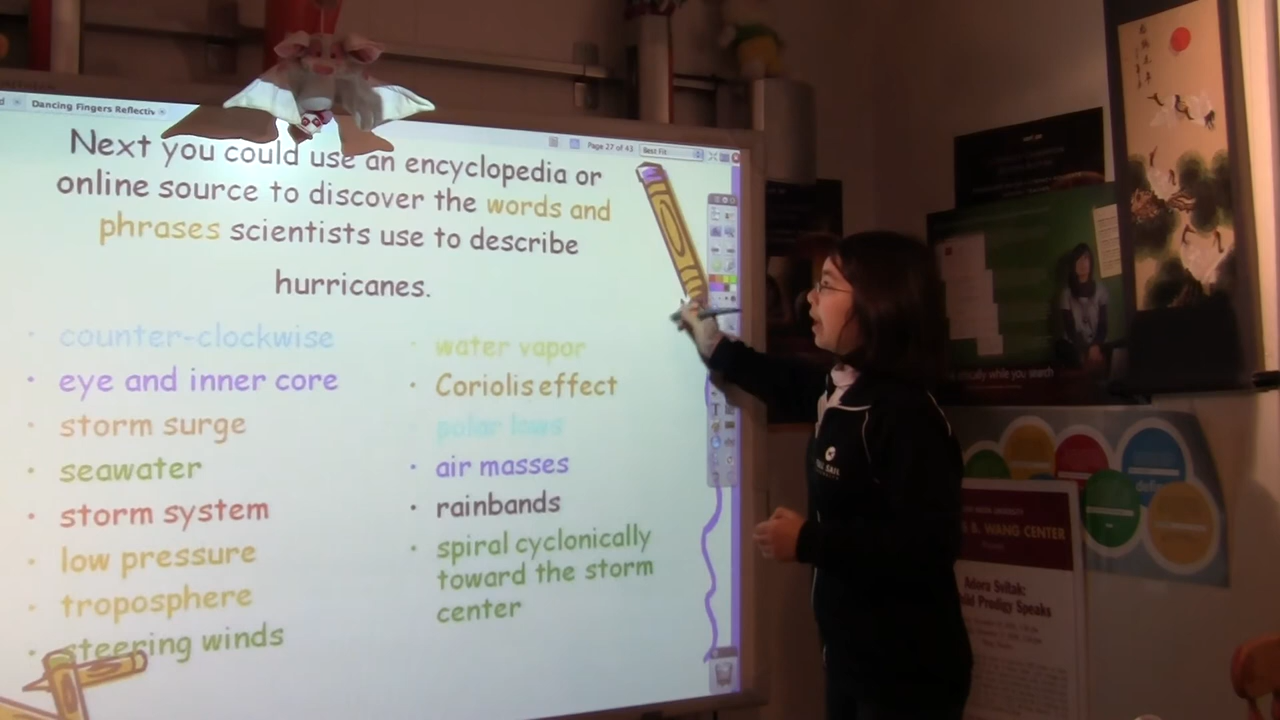 Dancing Fingers Reflectiv
Page 27 of 43
Best Fit
Next you could use an encyclopedia or
online source to discover the words and
phrases scientists use to describe
hurricanes.
• counter-clockwise
• eye and inner core
• storm surge
• seawater
• storm system
• low pressure
• troposphere
• steering winds
• water vapor
• Coriolis effect
• polar lows
• air masses
• rainbands
• spiral cyclonically
toward the storm
center
while you search
B. WANG CENTER
Adora Svitak:
Prodigy Speaks